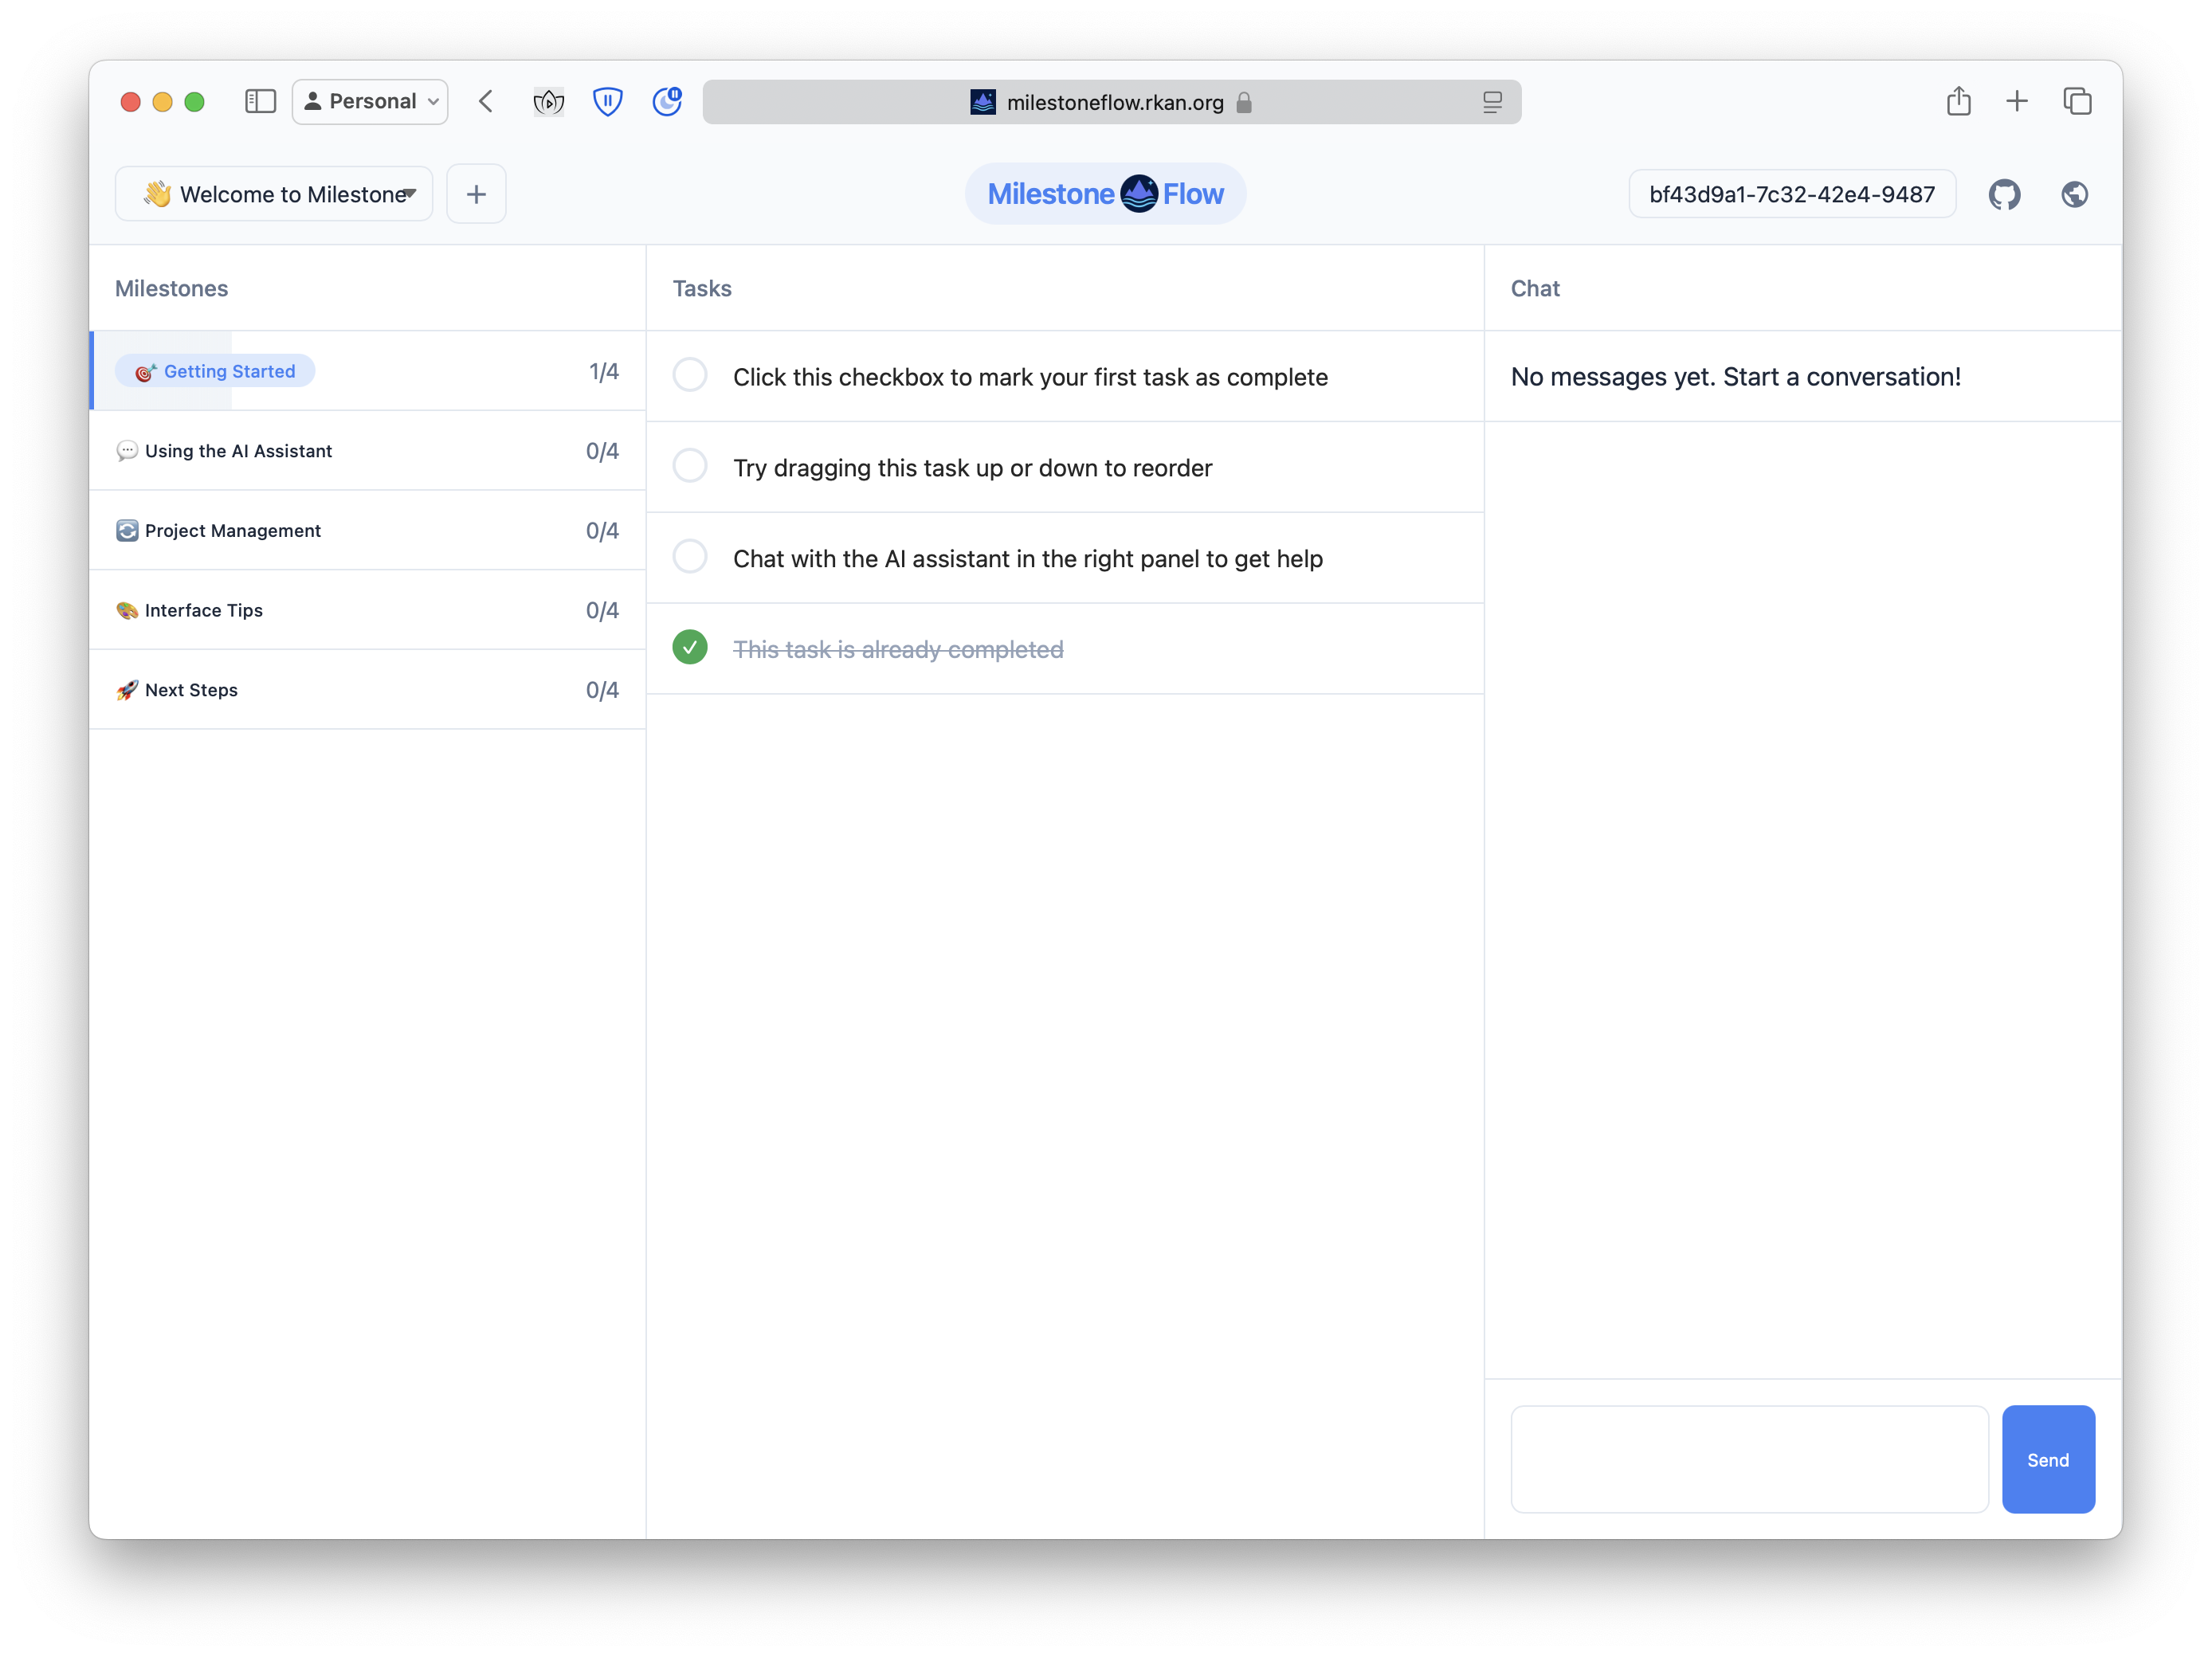 Personal
milestoneflow.rkan.org
👋 Welcome to Milestone
Milestone Flow
bf43d9a1-7c32-42e4-9487
Milestones
🎯 Getting Started 1/4
💬 Using the AI Assistant 0/4
🔄 Project Management 0/4
🎨 Interface Tips 0/4
🚀 Next Steps 0/4
Tasks
Click this checkbox to mark your first task as complete
Try dragging this task up or down to reorder
Chat with the AI assistant in the right panel to get help
This task is already completed
Chat
No messages yet. Start a conversation!
Send